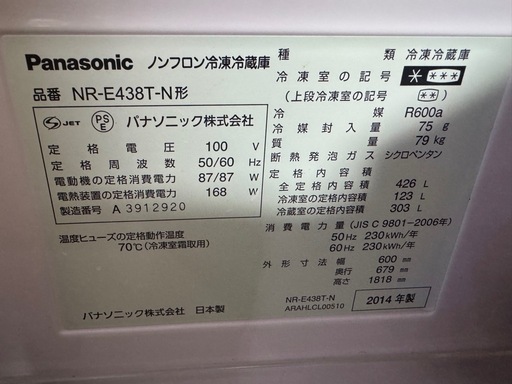 Panasonic ノンフロン冷凍冷蔵庫
品番 NR-E438T-N形
S JET PSE パナソニック株式会社
定格電圧 100 V
定格周波数 50/60 Hz
電動機の定格消費電力 87/87 W
電熱装置の定格消費電力 168 W
製造番号 A 3912920
温度ヒューズの定格動作温度
70℃(冷凍室霜取用)
パナソニック株式会社 日本製
種類 冷凍冷蔵庫
冷凍室の記号 ****
(上段冷凍室の記号 **)
冷媒 R600a
冷媒封入量 75 g
質量 79 kg
断熱発泡ガス シクロペンタン
定格内容積
全定格内容積 426 L
冷凍室の定格内容積 123 L
冷蔵室の定格内容積 303 L
消費電力量(JIS C 9801-2006年)
50Hz 230kWh/年
60Hz 230kWh/年
外形寸法 幅 600 mm
奥行 679 mm
高さ 1818 mm
NR-E438T-N
ARAHLCL00510
2014年製